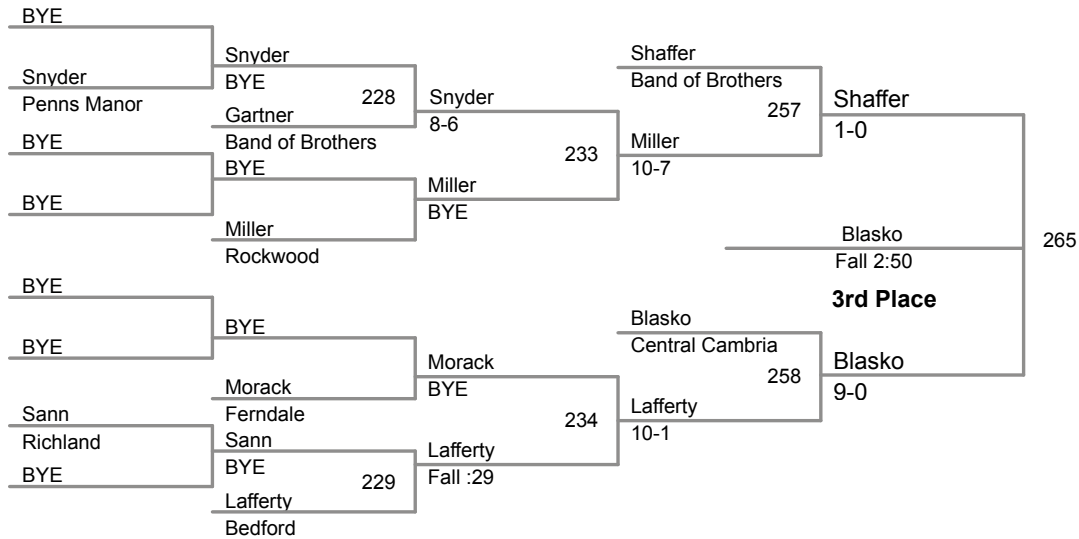 BYE
Snyder
Penns Manor
BYE
BYE
BYE
BYE
Sann
Richland
BYE
Snyder
BYE
228
Gartner
Band of Brothers
BYE
Miller
Rockwood
BYE
Morack
Ferndale
Sann
BYE
229
Lafferty
Bedford
Snyder
8-6
233
Miller
BYE
Morack
BYE
234
Lafferty
Fall :29
Shaffer
Band of Brothers
257
Miller
10-7
Blasko
Central Cambria
258
Lafferty
10-1
Shaffer
1-0
Blasko
Fall 2:50
265
3rd Place
Blasko
9-0